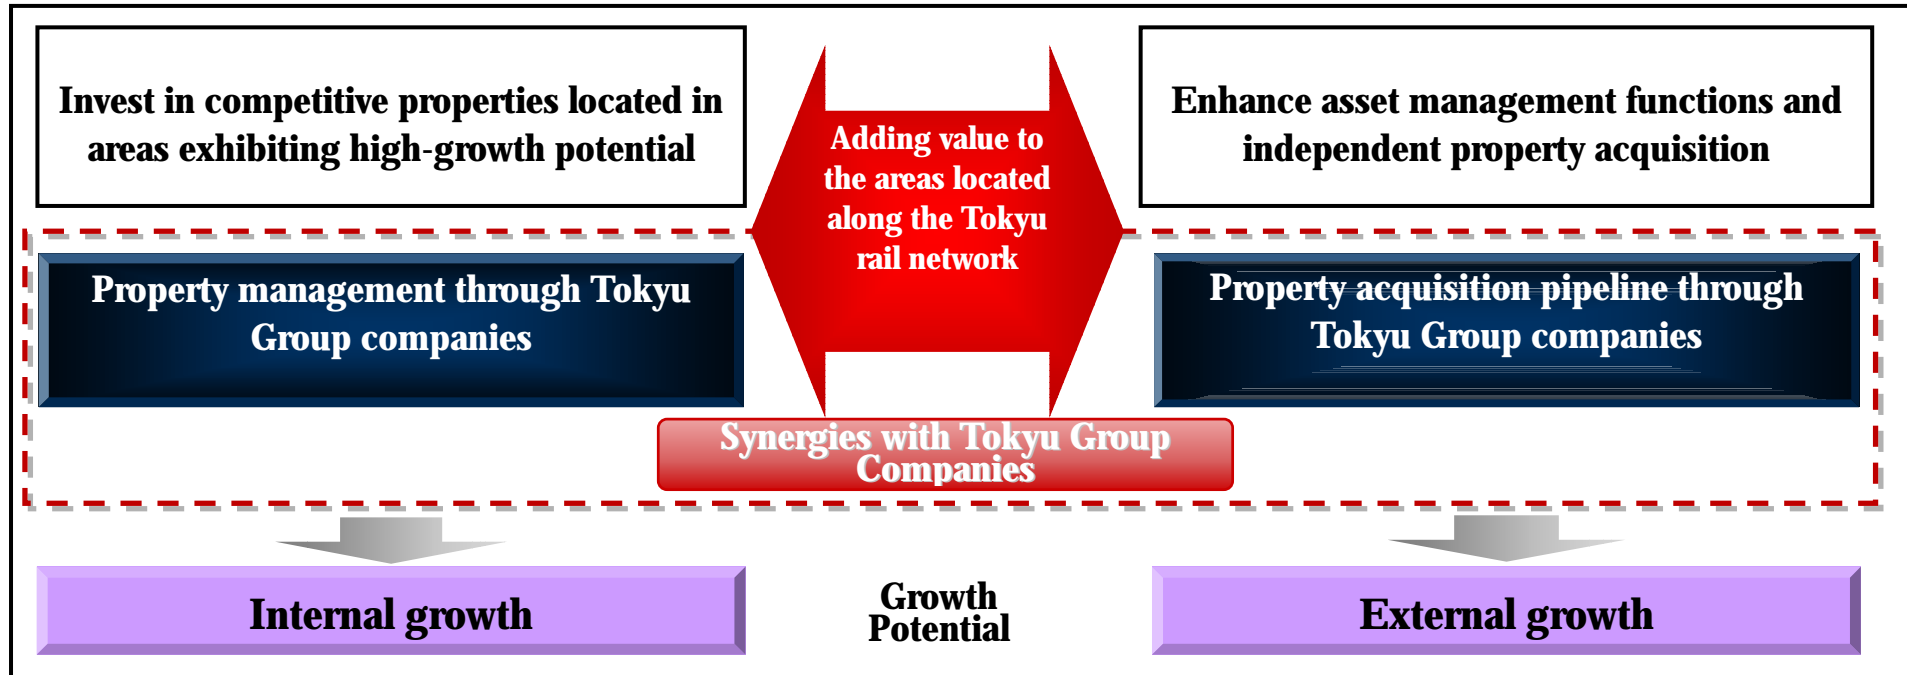 Invest in competitive properties located in
areas exhibiting high-growth potential
Adding value to
the areas located
along the Tokyu
rail network
Enhance asset management functions and
independent property acquisition
Property management through Tokyu
Group companies
Property acquisition pipeline through
Tokyu Group companies
Synergies with Tokyu Group
Companies
Internal growth
Growth
Potential
External growth